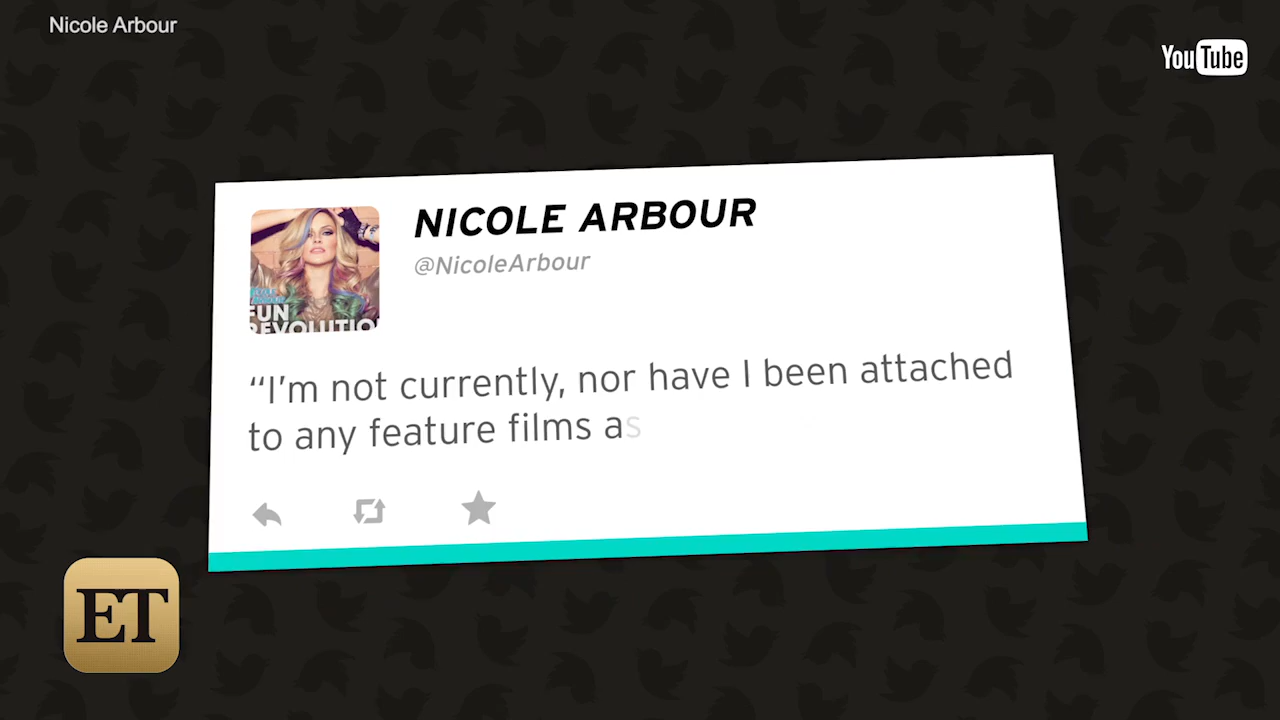 Nicole Arbour
YouTube
NICOLE ARBOUR
@NicoleArbour
FUN
REVOLUTIO
“I’m not currently, nor have I been attached
to any feature films as
ET